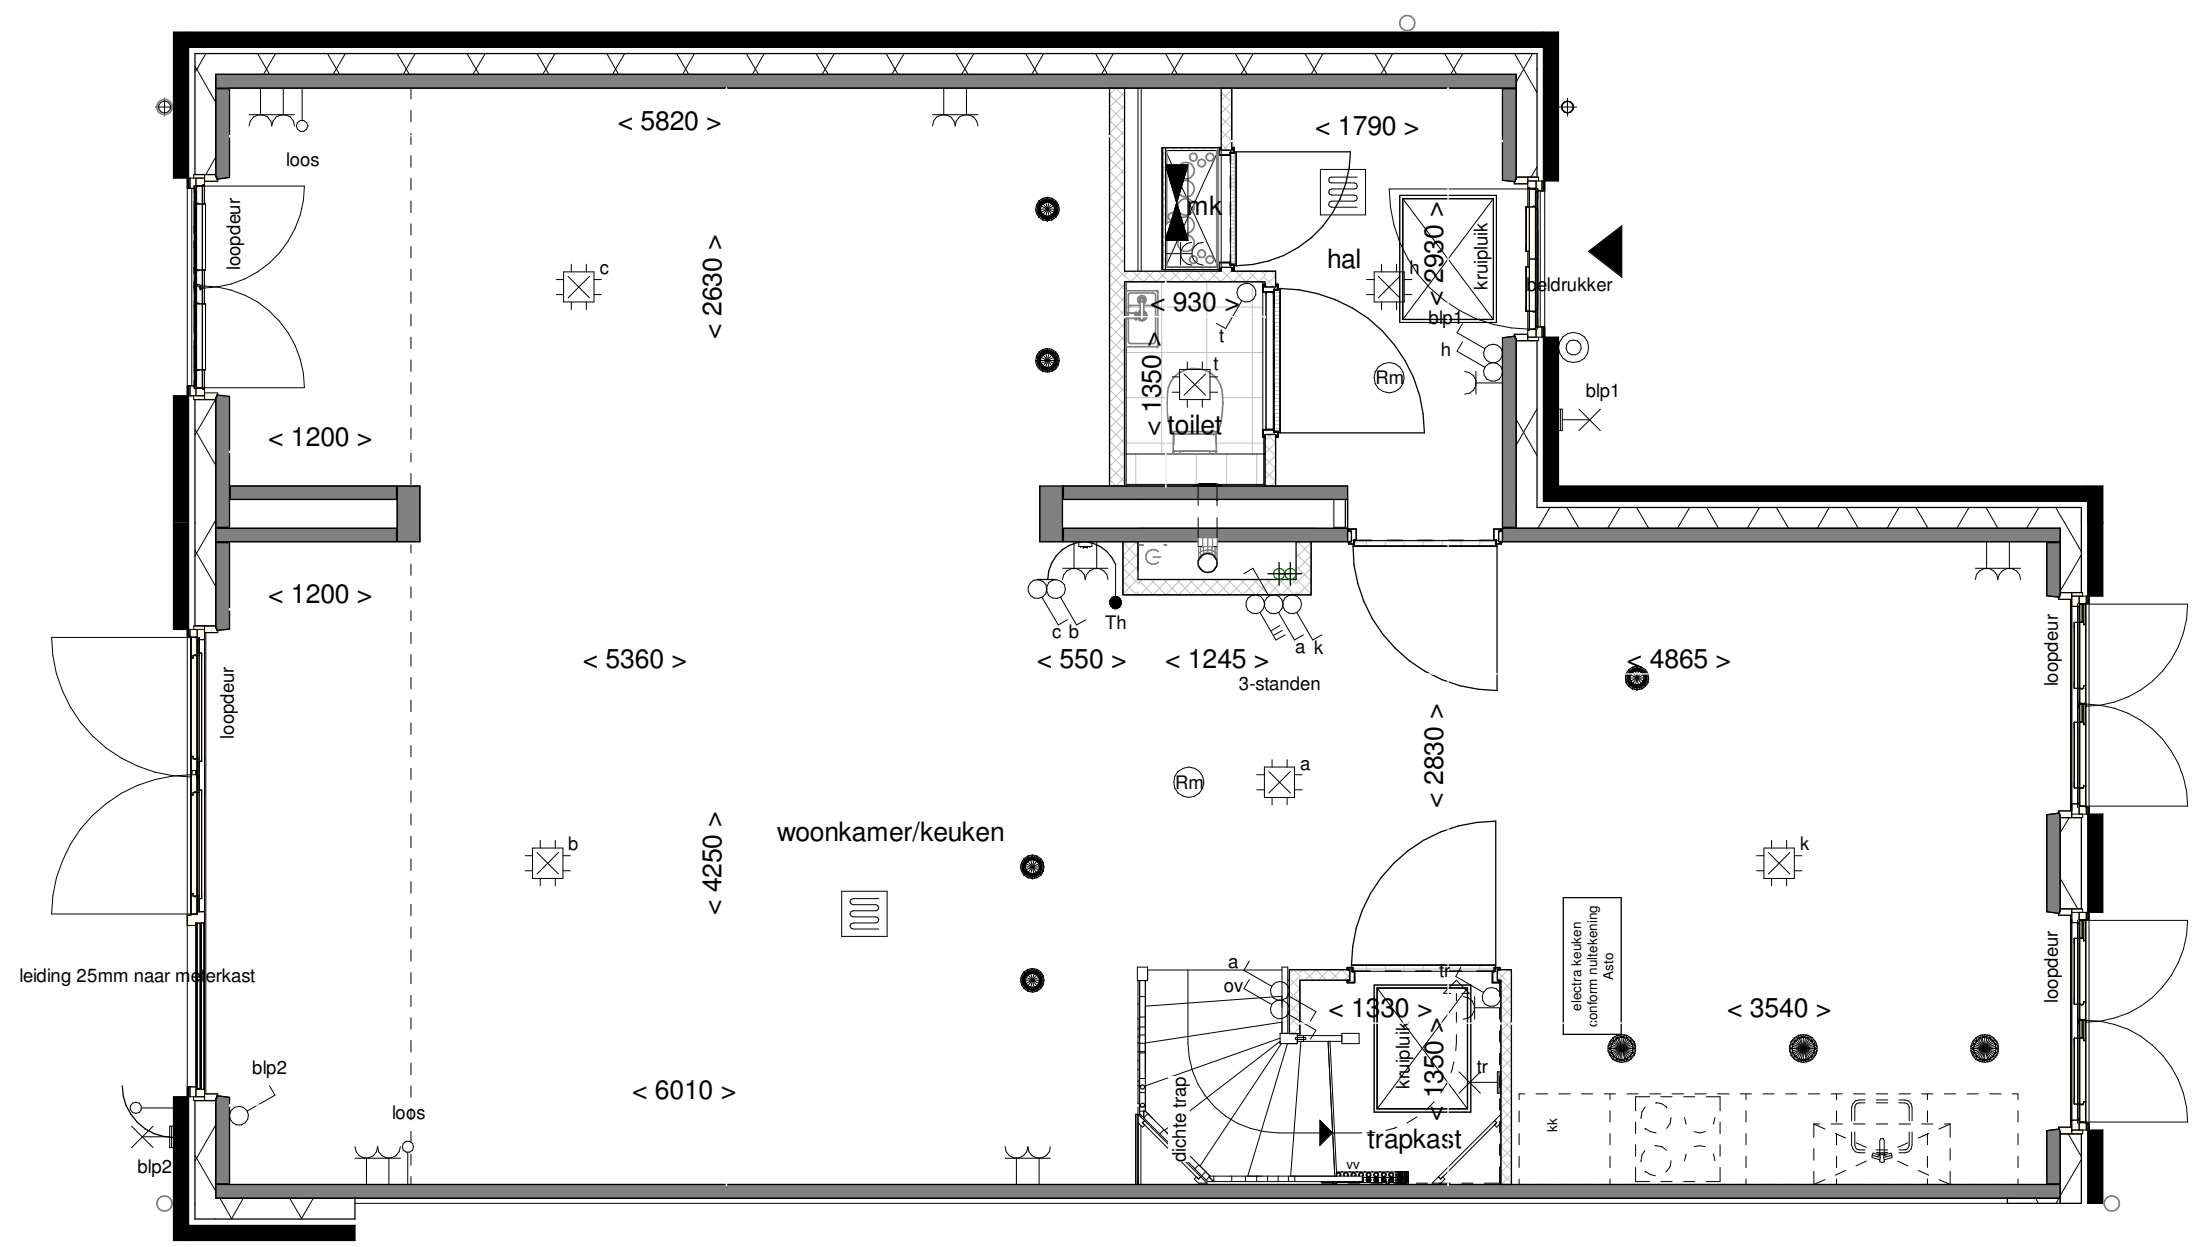 < 5820 >
< 1790 >
loos
loopdeur
mk
< 2630 >
c
hal
h
< 2930 >
kruipluik
beldrukker
< 930 >
t
blp1
h
t
< 1350 >
Rm
blp1
toilet
< 1200 >
< 1200 >
c b
Th
a k
loopdeur
< 5360 >
< 550 >
< 1245 >
3-standen
< 4865 >
loopdeur
< 2830 >
Rm
a
woonkamer/keuken
b
< 4250 >
k
electra keuken
conform nultekening
Asto
loopdeur
leiding 25mm naar meterkast
a
ov
tr
< 1330 >
< 3540 >
kruipluik
< 1350 >
tr
blp2
< 6010 >
loos
dichte trap
trapkast
kk
vv
blp2